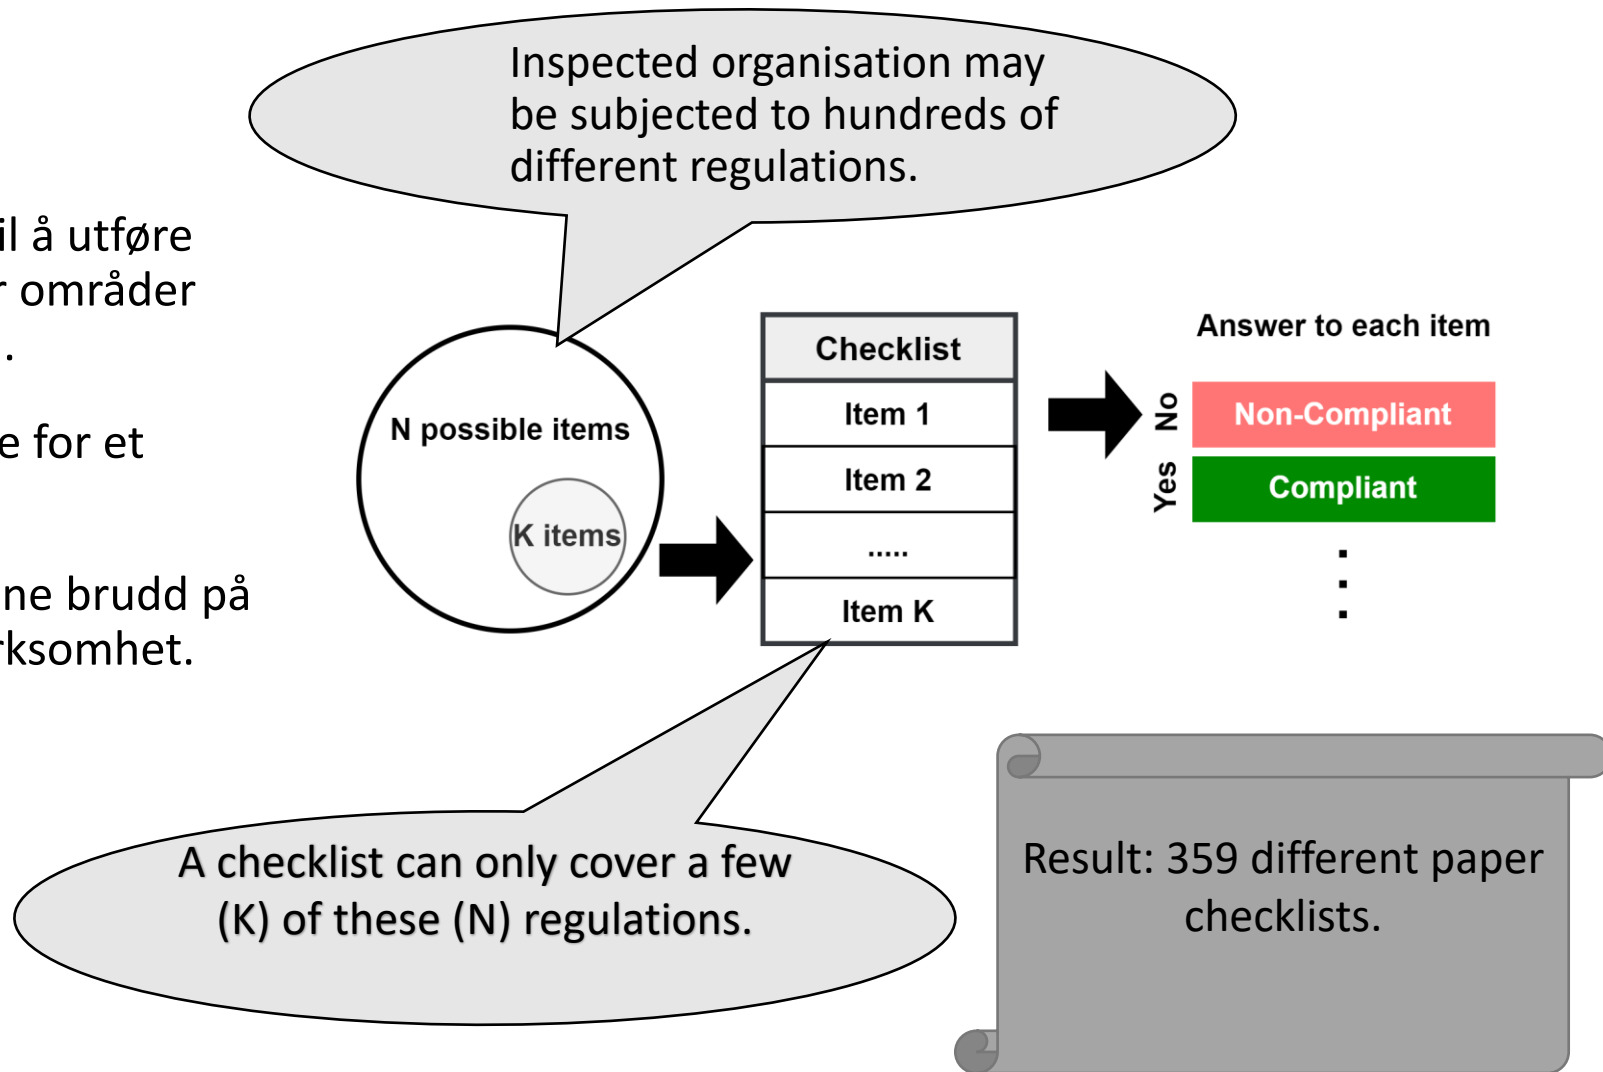 Inspected organisation may
be subjected to hundreds of
different regulations.
il å utføre
r områder
.
e for et
ne brudd på
rksomhet.
N possible items
K items
Checklist
Item 1
Item 2
.....
Item K
Answer to each item
No
Non-Compliant
Yes
Compliant
A checklist can only cover a few
(K) of these (N) regulations.
Result: 359 different paper
checklists.